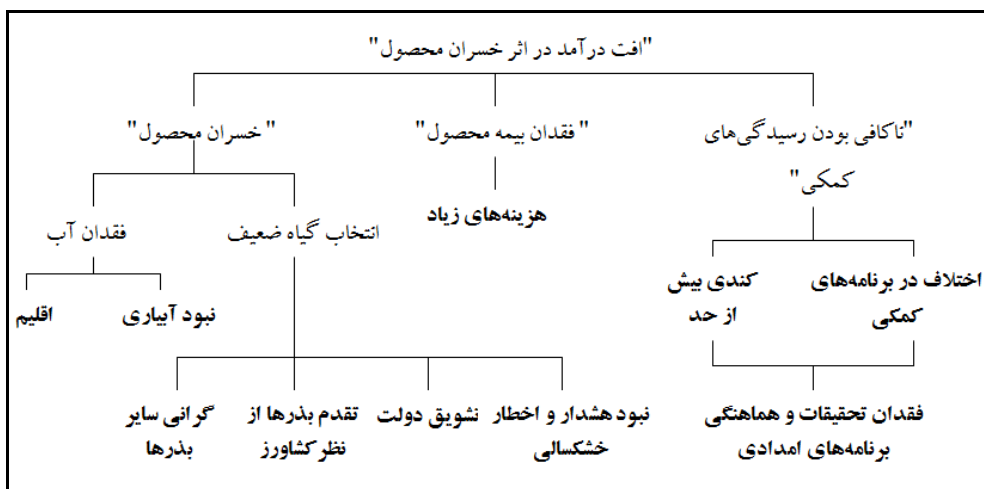 "افت درآمد در اثر خسران محصول"
"ناکافی بودن رسیدگی‌های
کمکی"
" فقدان بیمه محصول"
" خسران محصول"
هزینه‌های زیاد
انتخاب گیاه ضعیف
فقدان آب
اختلاف در برنامه‌های
کمکی
کندی بیش
از حد
نبود آبیاری
اقلیم
فقدان تحقیقات و هماهنگی
برنامه‌های امدادی
نبود هشدار و اخطار
خشکسالی
تشویق دولت
تقدم بذرها از
نظر کشاورز
گرانی سایر
بذرها